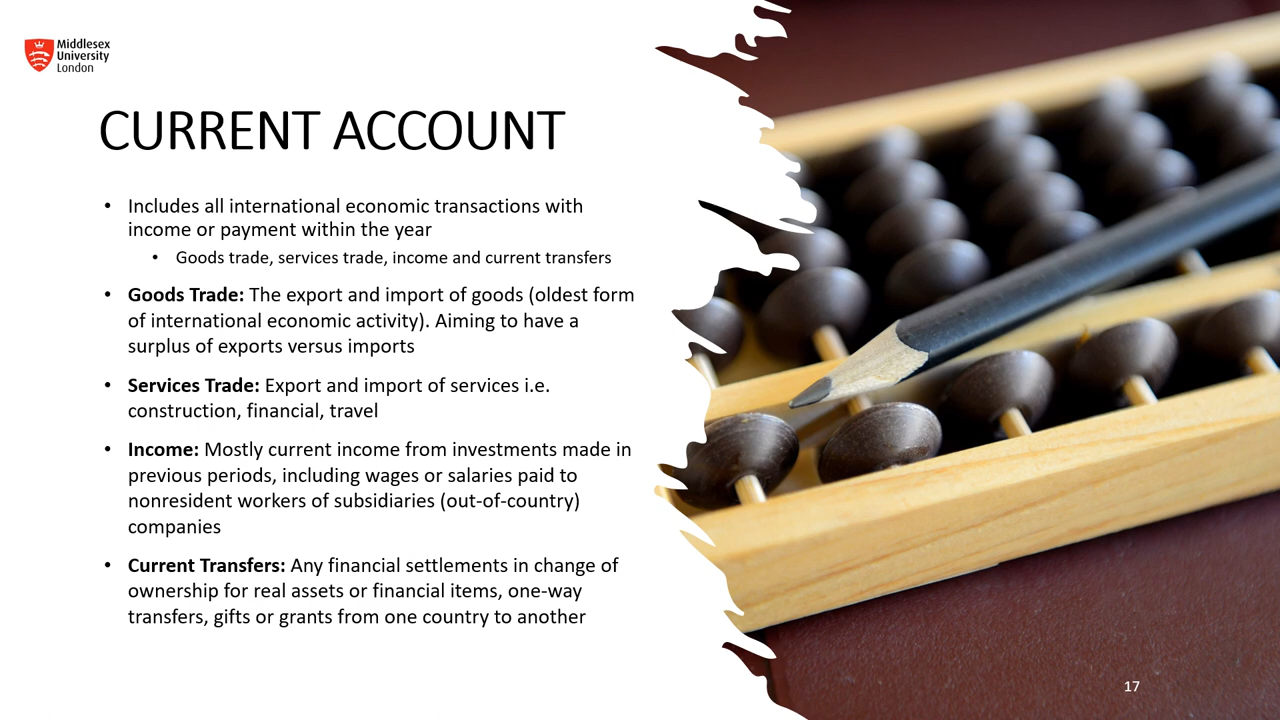 Middlesex
University
London
CURRENT ACCOUNT
• Includes all international economic transactions with
income or payment within the year
• Goods trade, services trade, income and current transfers
• Goods Trade: The export and import of goods (oldest form
of international economic activity). Aiming to have a
surplus of exports versus imports
• Services Trade: Export and import of services i.e.
construction, financial, travel
• Income: Mostly current income from investments made in
previous periods, including wages or salaries paid to
nonresident workers of subsidiaries (out-of-country)
companies
• Current Transfers: Any financial settlements in change of
ownership for real assets or financial items, one-way
transfers, gifts or grants from one country to another
17